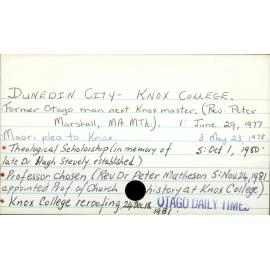 DUNEDIN CITY - KNOX COLLEGE.
Former Otago man next Knox master. (Rev. Peter
Marshall, MA. MTh.). 1: June 29, 1977
Maori plea to Knox. 3: May 23, 1978.
• Theological Scholarship (in memory of 5: Oct 1, 1980.
late Dr. Hugh Stevely, established.)
• Professor chosen (Rev. Dr Peter Matheson 5: Nov 24, 1981
appointed Prof. of Church history at Knox College)
• Knox College reroofing 24 Dec 18 OTAGO DAILY TIMES
1981.